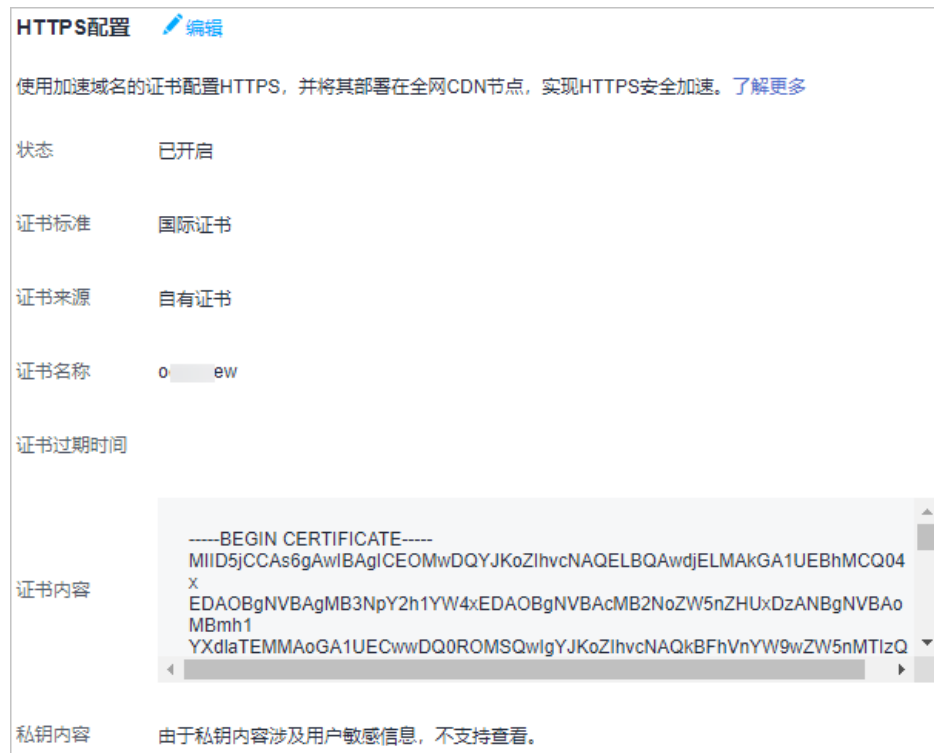 HTTPS配置 编辑
使用加速域名的证书配置HTTPS，并将其部署在全网CDN节点，实现HTTPS安全加速。了解更多
状态 已开启
证书标准 国际证书
证书来源 自有证书
证书名称 o ew
证书过期时间
-----BEGIN CERTIFICATE-----
MIID5jCCAs6gAwIBAgICEOMwDQYJKoZIhvcNAQELBQAwdjELMAkGA1UEBhMCQ04
x
证书内容
EDAOBgNVBAgMB3NpY2h1YW4xEDAOBgNVBAcMB2NoZW5nZHUxDzANBgNVBAo
MBmh1
YXdlaTEMMAoGA1UECwwDQ0ROMSQwIgYJKoZIhvcNAQkBFhVnYW9wZW5nMTIzQ
私钥内容 由于私钥内容涉及用户敏感信息，不支持查看。